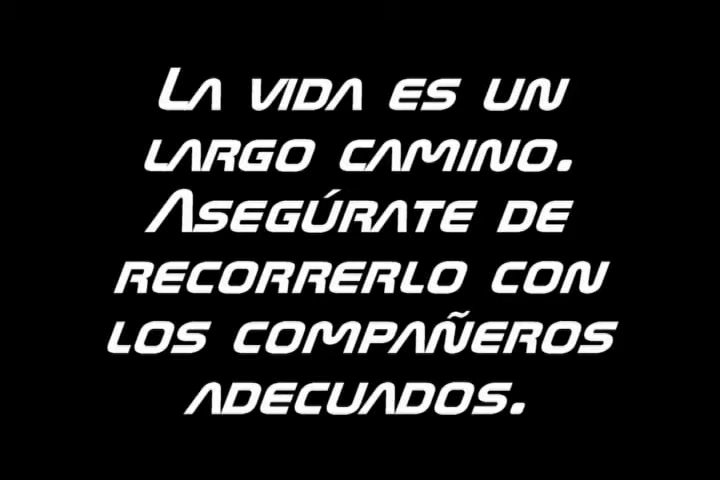 La vida es un
largo camino.
Asegúrate de
recorrerlo con
los compañeros
adecuados.